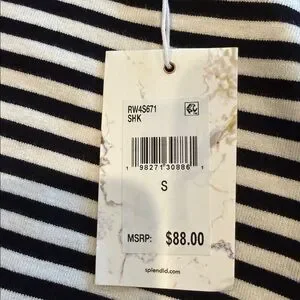 RW4S671
SHK
1 98271 30886 1
S
MSRP: $88.00
splendid.com